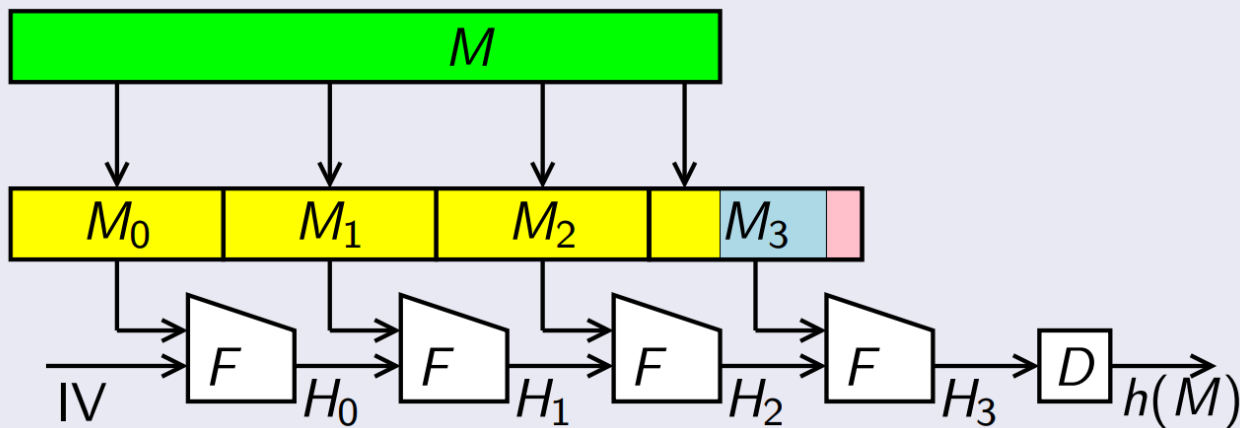 M
M₀ M₁ M₂ M₃
F F F F D
IV H₀ H₁ H₂ H₃ h(M)